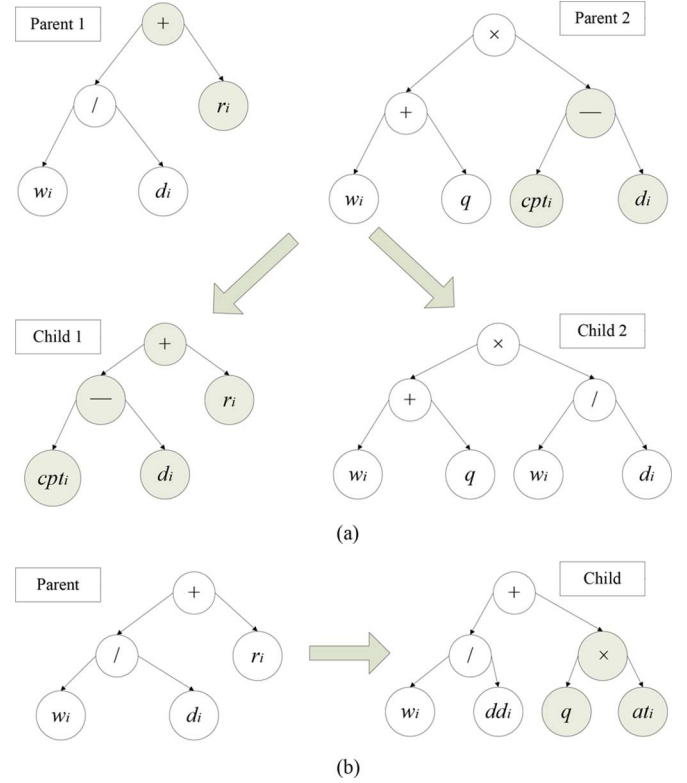 Parent 1
+
Parent 2
×
/
ri
+
—
wi
di
wi
q
cpti
di
Child 1
+
Child 2
×
—
ri
+
/
cpti
di
wi
q
wi
di
(a)
Parent
+
Child
+
/
ri
/
×
wi
di
wi
ddi
q
ati
(b)